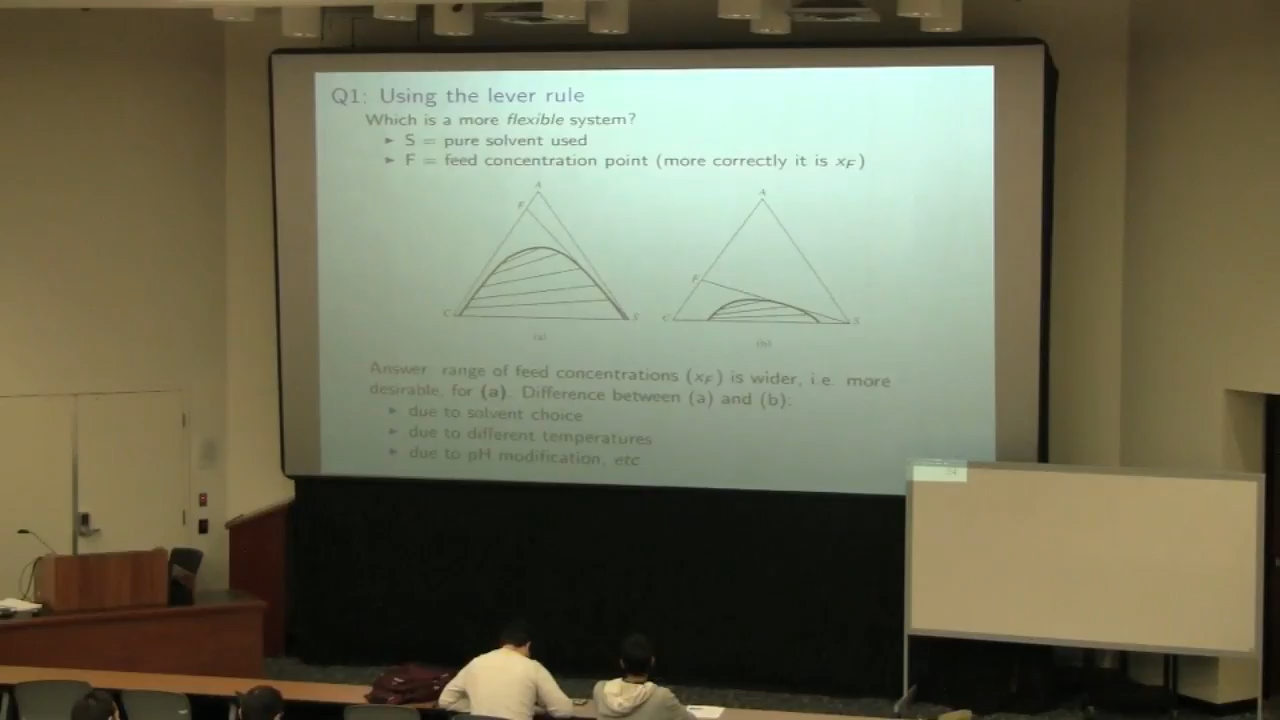 Q1: Using the lever rule
Which is a more flexible system?
► S = pure solvent used
► F = feed concentration point (more correctly it is xF)
A
F
C
S
(a)
A
F
C
S
(b)
Answer: range of feed concentrations (xF) is wider, i.e. more
desirable, for (a). Difference between (a) and (b):
► due to solvent choice
► due to different temperatures
► due to pH modification, etc